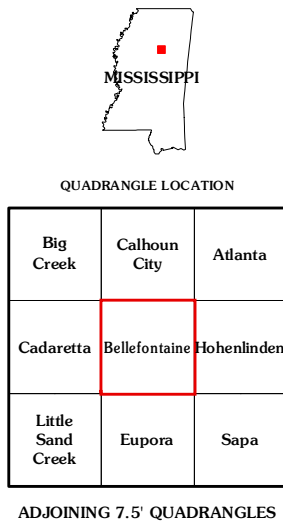 MISSISSIPPI
QUADRANGLE LOCATION
Big
Creek
Calhoun
City
Atlanta
Cadaretta
Bellefontaine
Hohenlinden
Little
Sand
Creek
Eupora
Sapa
ADJOINING 7.5' QUADRANGLES